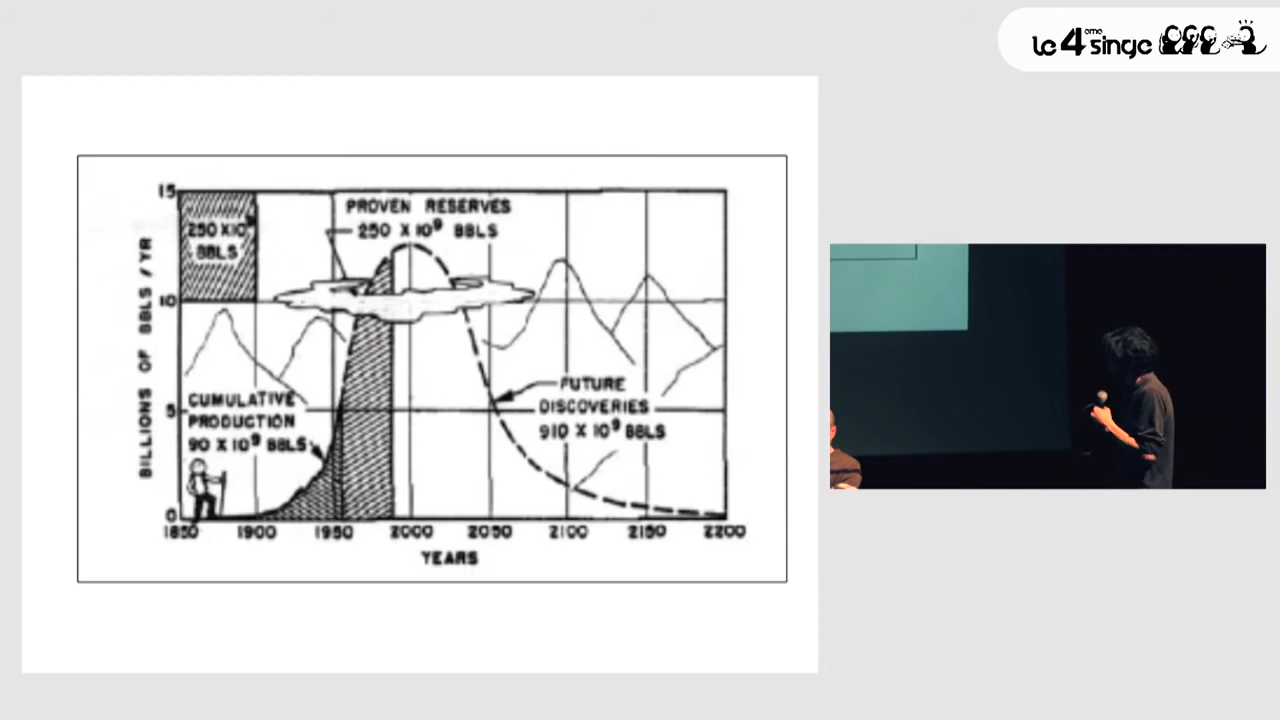 le 4ème singe
15
PROVEN RESERVES
250 X 10⁹ BBLS
250 X10⁹
BBLS
BILLIONS OF BBLS / YR
10
CUMULATIVE
PRODUCTION
90 X 10⁹ BBLS
FUTURE
DISCOVERIES
910 X 10⁹ BBLS
5
0
1850 1900 1950 2000 2050 2100 2150 2200
YEARS